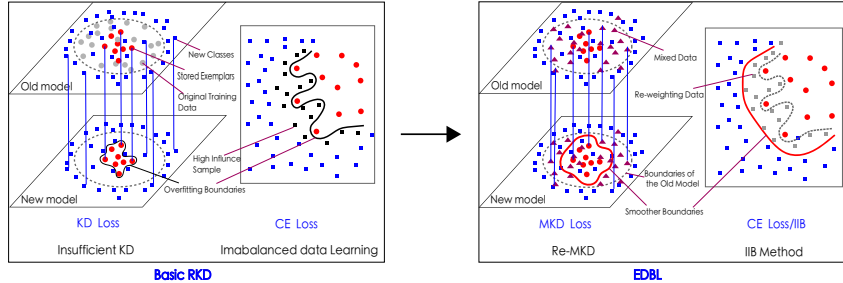 New Classes
Stored Exemplars
Original Training
Data
Old model
High Influnce
Sample
Overfitting Boundaries
New model
KD Loss
CE Loss
Insufficient KD
Imabalanced data Learning
Basic RKD
Mixed Data
Re-weighting Data
Old model
Boundaries of
the Old Model
Smoother Boundaries
New model
MKD Loss
CE Loss/IIB
Re-MKD
IIB Method
EDBL